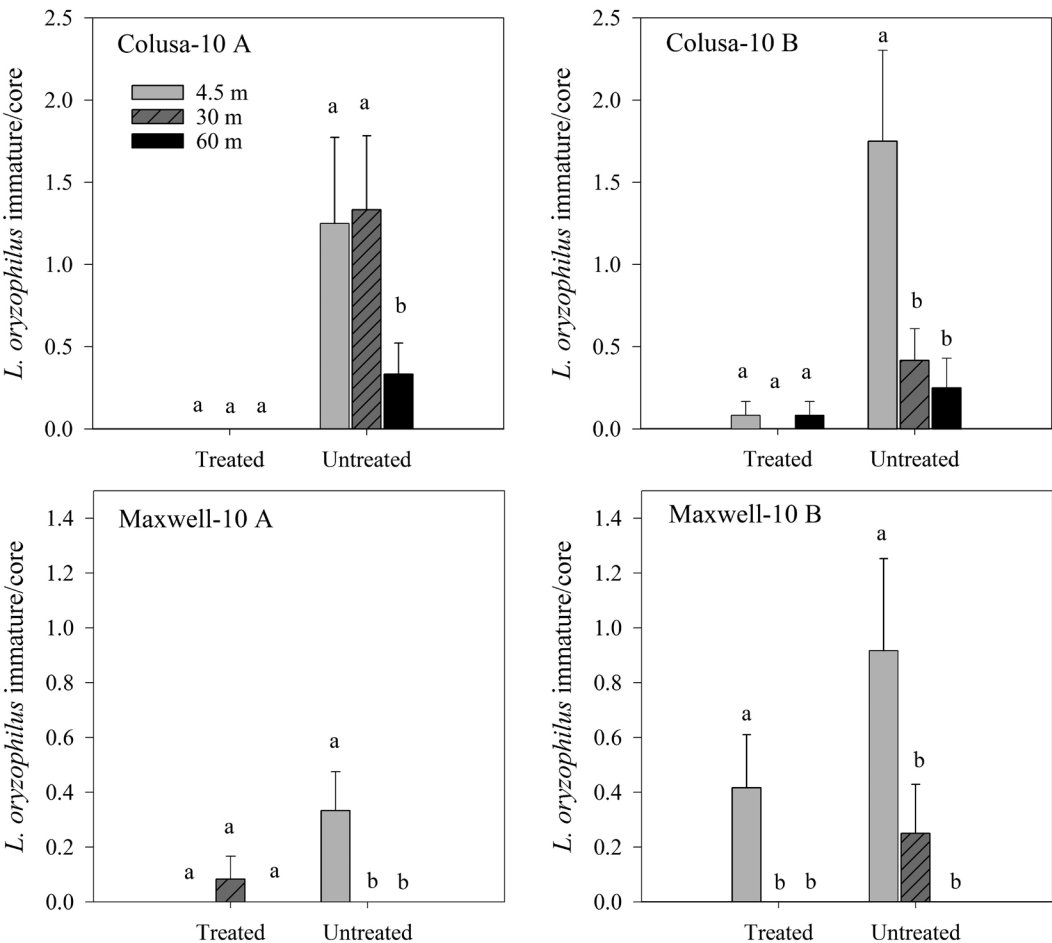 Colusa-10 A
4.5 m
30 m
60 m
L. oryzophilus immature/core
2.5
2.0
1.5
1.0
0.5
0.0
a a
b
a a a
Treated Untreated
Colusa-10 B
L. oryzophilus immature/core
2.5
2.0
1.5
1.0
0.5
0.0
a
b
b
a a a
Treated Untreated
Maxwell-10 A
L. oryzophilus immature/core
1.4
1.2
1.0
0.8
0.6
0.4
0.2
0.0
a
a
a a b b
Treated Untreated
Maxwell-10 B
L. oryzophilus immature/core
1.4
1.2
1.0
0.8
0.6
0.4
0.2
0.0
a
a
b
b b b
Treated Untreated